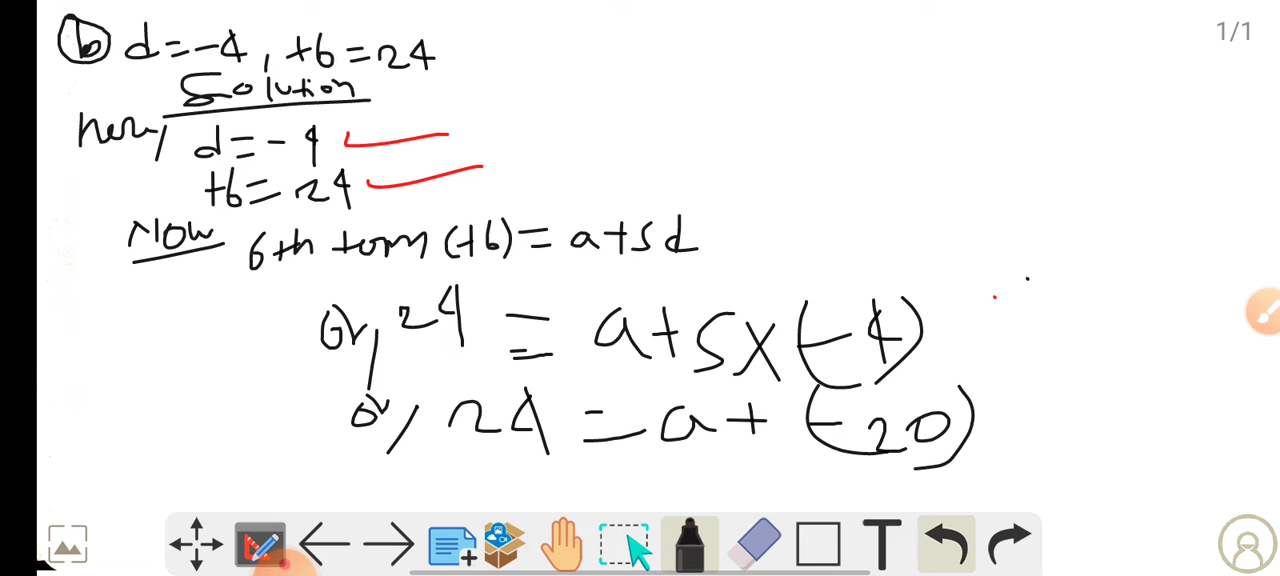 1/1
(b) d=-4, t6=24
Solution
Here, d=-4
t6=24
Now 6th term (t6)=a+5d
or, 24=a+5×(-4)
or, 24=a+(-20)
T